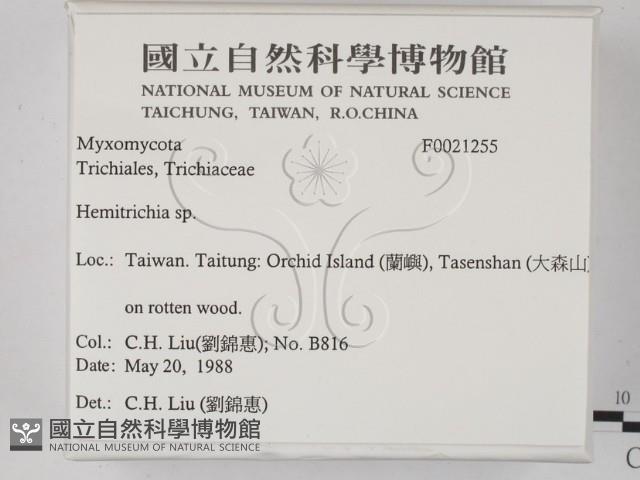 國立自然科學博物館
NATIONAL MUSEUM OF NATURAL SCIENCE
TAICHUNG, TAIWAN, R.O.CHINA
Myxomycota F0021255
Trichiales, Trichiaceae
Hemitrichia sp.
Loc.: Taiwan. Taitung: Orchid Island (蘭嶼), Tasenshan (大森山)
on rotten wood.
Col.: C.H. Liu(劉錦惠); No. B816
Date: May 20, 1988
Det.: C.H. Liu (劉錦惠)
國立自然科學博物館
NATIONAL MUSEUM OF NATURAL SCIENCE
10